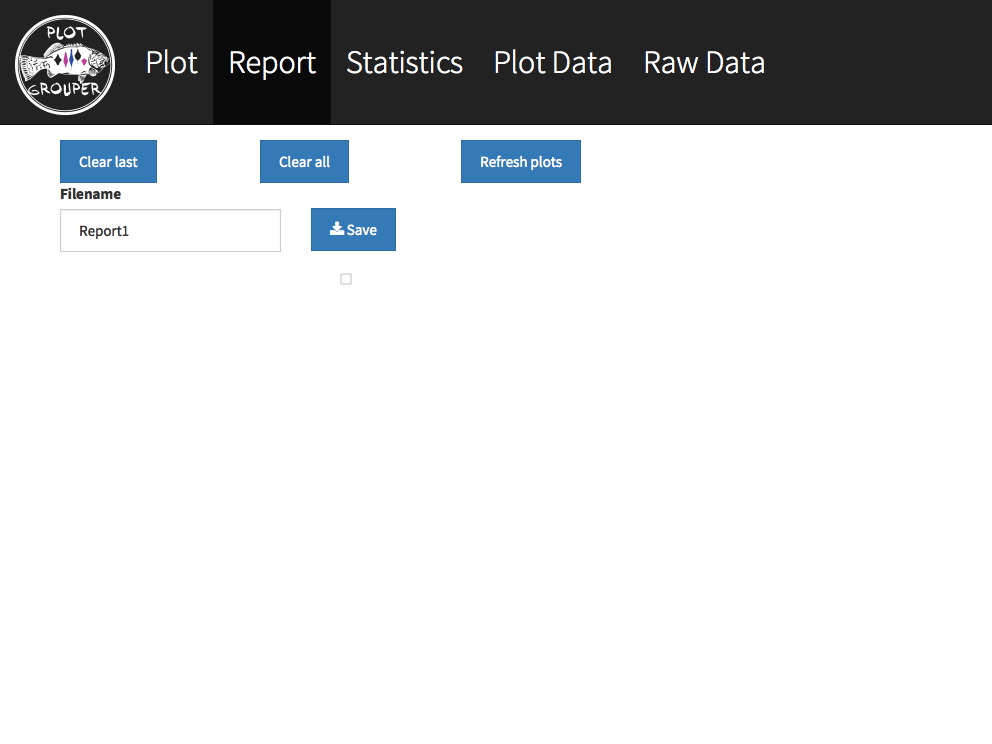 PLOT
GROUPER
Plot Report Statistics Plot Data Raw Data
Clear last Clear all Refresh plots
Filename
Report1 Save